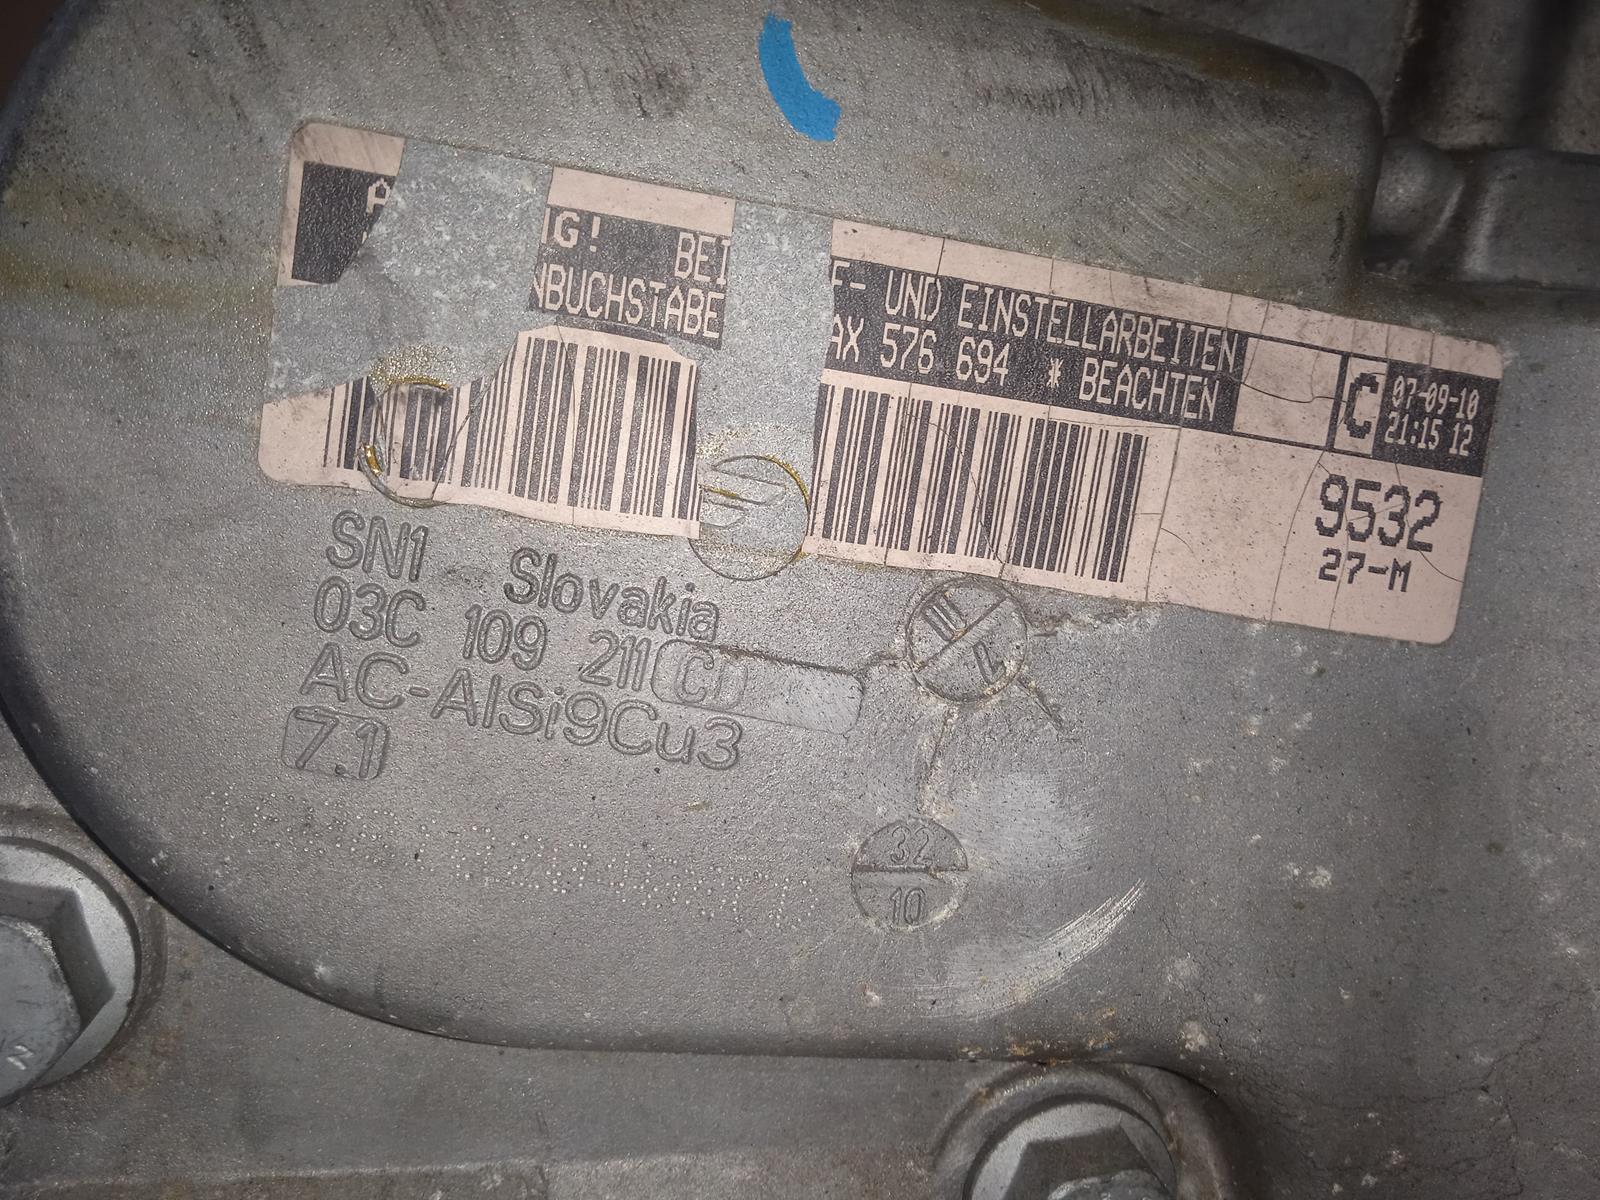 IG! BEI F- UND EINSTELLARBEITEN
NBUCHSTABE AX 576 694 * BEACHTEN
C
07-09-10
21:15 12
9532
27-M
SN1 Slovakia
03C 109 211 C
AC-AlSi9Cu3
7.1
32
10